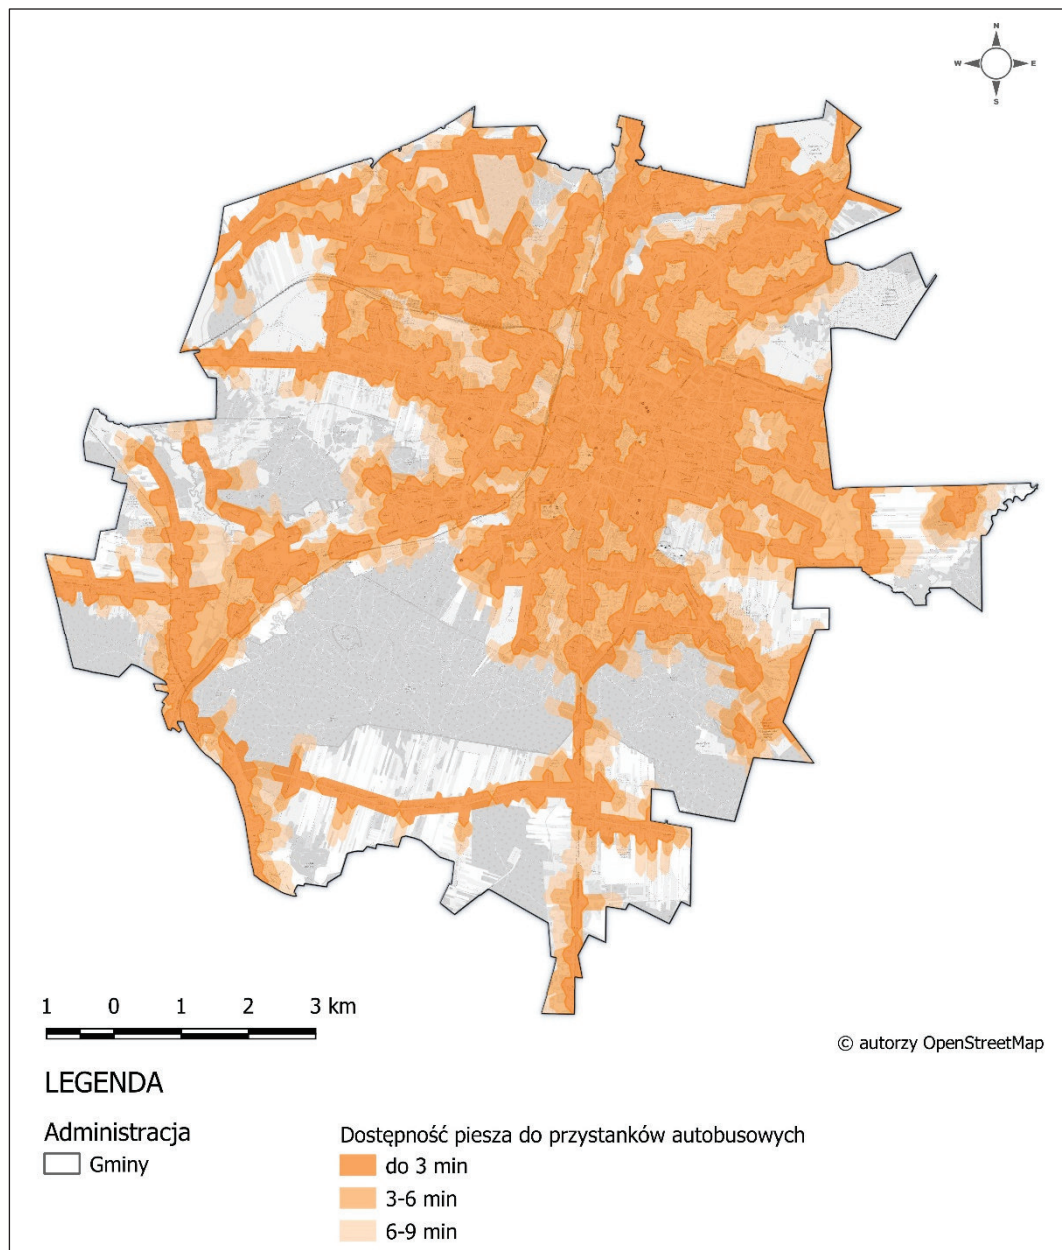 N
W E
S
1 0 1 2 3 km
© autorzy OpenStreetMap
LEGENDA
Administracja
Gminy
Dostępność piesza do przystanków autobusowych
do 3 min
3-6 min
6-9 min